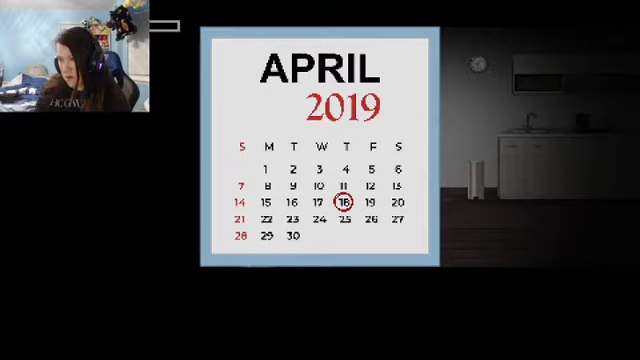 APRIL
2019
S M T W T F S
1 2 3 4 5 6
7 8 9 10 11 12 13
14 15 16 17 18 19 20
21 22 23 24 25 26 27
28 29 30